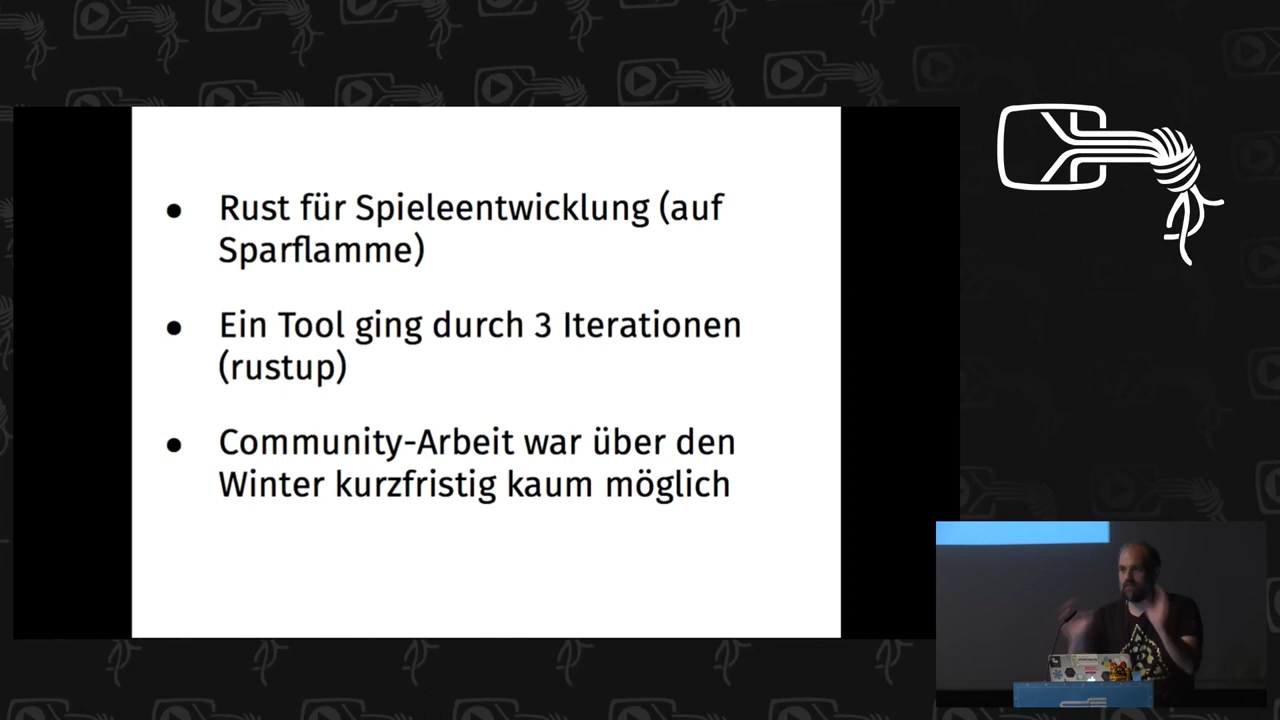 Rust für Spieleentwicklung (auf
Sparflamme)
Ein Tool ging durch 3 Iterationen
(rustup)
Community-Arbeit war über den
Winter kurzfristig kaum möglich